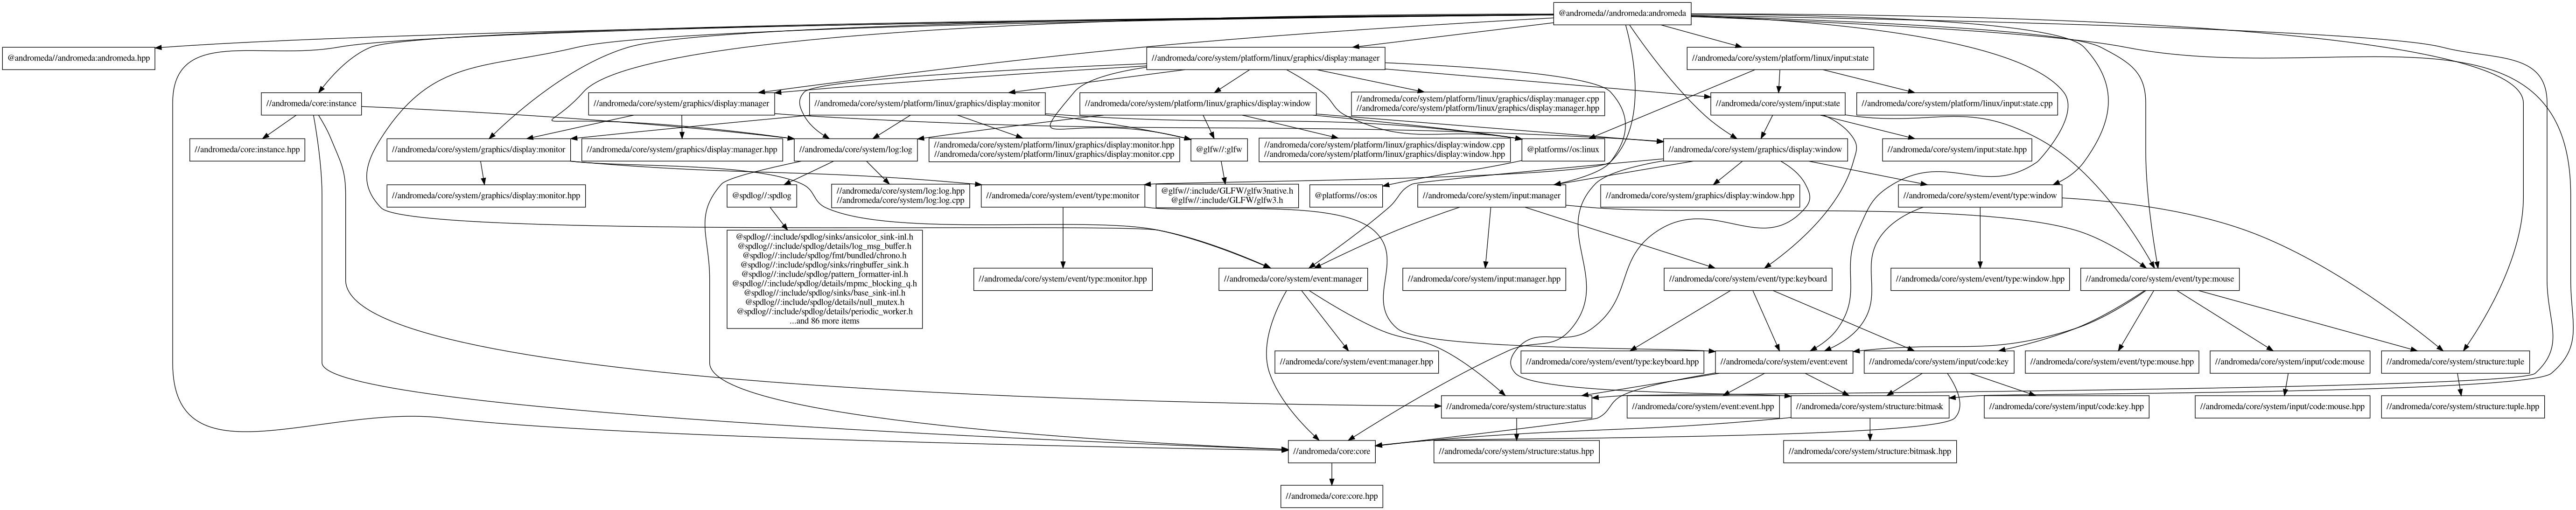 @andromeda//andromeda:andromeda
@andromeda//andromeda:andromeda.hpp
//andromeda/core/system/platform/linux/graphics/display:manager
//andromeda/core/system/platform/linux/input:state
//andromeda/core:instance
//andromeda/core/system/graphics/display:manager
//andromeda/core/system/platform/linux/graphics/display:monitor
//andromeda/core/system/platform/linux/graphics/display:window
//andromeda/core/system/platform/linux/graphics/display:manager.cpp
//andromeda/core/system/platform/linux/graphics/display:manager.hpp
//andromeda/core/system/input:state
//andromeda/core/system/platform/linux/input:state.cpp
//andromeda/core:instance.hpp
//andromeda/core/system/graphics/display:monitor
//andromeda/core/system/graphics/display:manager.hpp
//andromeda/core/system/log:log
//andromeda/core/system/platform/linux/graphics/display:monitor.hpp
//andromeda/core/system/platform/linux/graphics/display:monitor.cpp
@glfw//:glfw
//andromeda/core/system/platform/linux/graphics/display:window.cpp
//andromeda/core/system/platform/linux/graphics/display:window.hpp
@platforms//os:linux
//andromeda/core/system/graphics/display:window
//andromeda/core/system/input:state.hpp
//andromeda/core/system/graphics/display:monitor.hpp
@spdlog//:spdlog
//andromeda/core/system/log:log.hpp
//andromeda/core/system/log:log.cpp
//andromeda/core/system/event/type:monitor
@glfw//:include/GLFW/glfw3native.h
@glfw//:include/GLFW/glfw3.h
@platforms//os:os
//andromeda/core/system/input:manager
//andromeda/core/system/graphics/display:window.hpp
//andromeda/core/system/event/type:window
@spdlog//:include/spdlog/sinks/ansicolor_sink-inl.h
@spdlog//:include/spdlog/details/log_msg_buffer.h
@spdlog//:include/spdlog/fmt/bundled/chrono.h
@spdlog//:include/spdlog/sinks/ringbuffer_sink.h
@spdlog//:include/spdlog/pattern_formatter-inl.h
@spdlog//:include/spdlog/details/mpmc_blocking_q.h
@spdlog//:include/spdlog/sinks/base_sink-inl.h
@spdlog//:include/spdlog/details/null_mutex.h
@spdlog//:include/spdlog/details/periodic_worker.h
...and 86 more items
//andromeda/core/system/event/type:monitor.hpp
//andromeda/core/system/event:manager
//andromeda/core/system/input:manager.hpp
//andromeda/core/system/event/type:keyboard
//andromeda/core/system/event/type:window.hpp
//andromeda/core/system/event/type:mouse
//andromeda/core/system/event:manager.hpp
//andromeda/core/system/event/type:keyboard.hpp
//andromeda/core/system/event:event
//andromeda/core/system/input/code:key
//andromeda/core/system/event/type:mouse.hpp
//andromeda/core/system/input/code:mouse
//andromeda/core/system/structure:tuple
//andromeda/core/system/structure:status
//andromeda/core/system/event:event.hpp
//andromeda/core/system/structure:bitmask
//andromeda/core/system/input/code:key.hpp
//andromeda/core/system/input/code:mouse.hpp
//andromeda/core/system/structure:tuple.hpp
//andromeda/core:core
//andromeda/core/system/structure:status.hpp
//andromeda/core/system/structure:bitmask.hpp
//andromeda/core:core.hpp